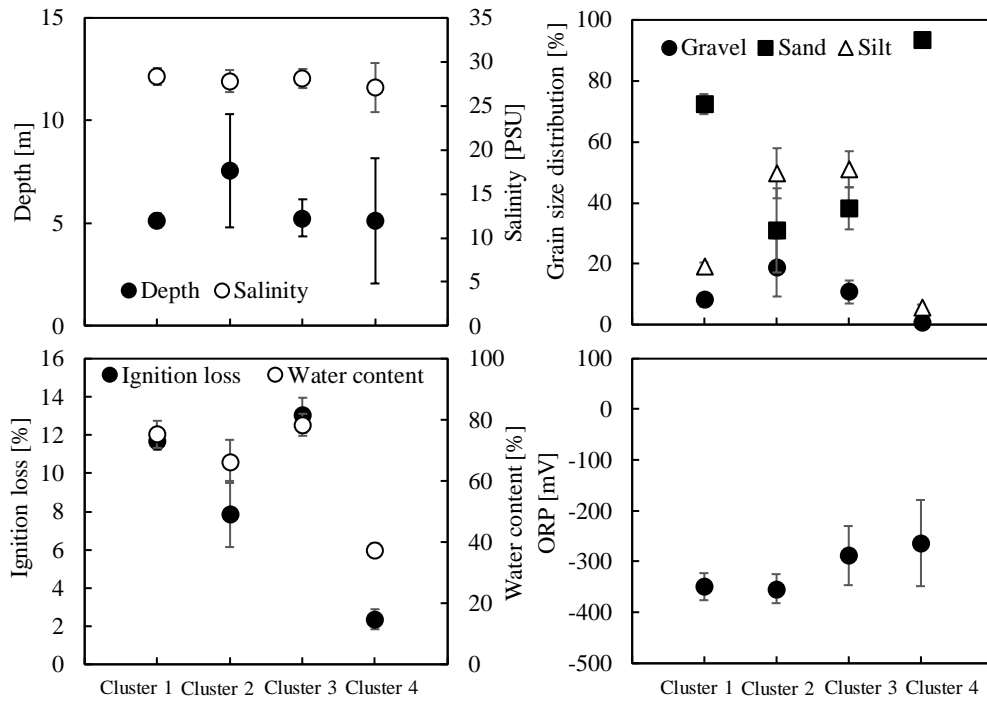 15
10
5
0
Depth [m]
35
30
25
20
15
10
5
0
Salinity [PSU]
Depth
Salinity
100
80
60
40
20
0
Grain size distribution [%]
Gravel
Sand
Silt
16
14
12
10
8
6
4
2
0
Ignition loss [%]
100
80
60
40
20
0
Water content [%]
Ignition loss
Water content
Cluster 1
Cluster 2
Cluster 3
Cluster 4
100
0
-100
-200
-300
-400
-500
ORP [mV]
Cluster 1
Cluster 2
Cluster 3
Cluster 4